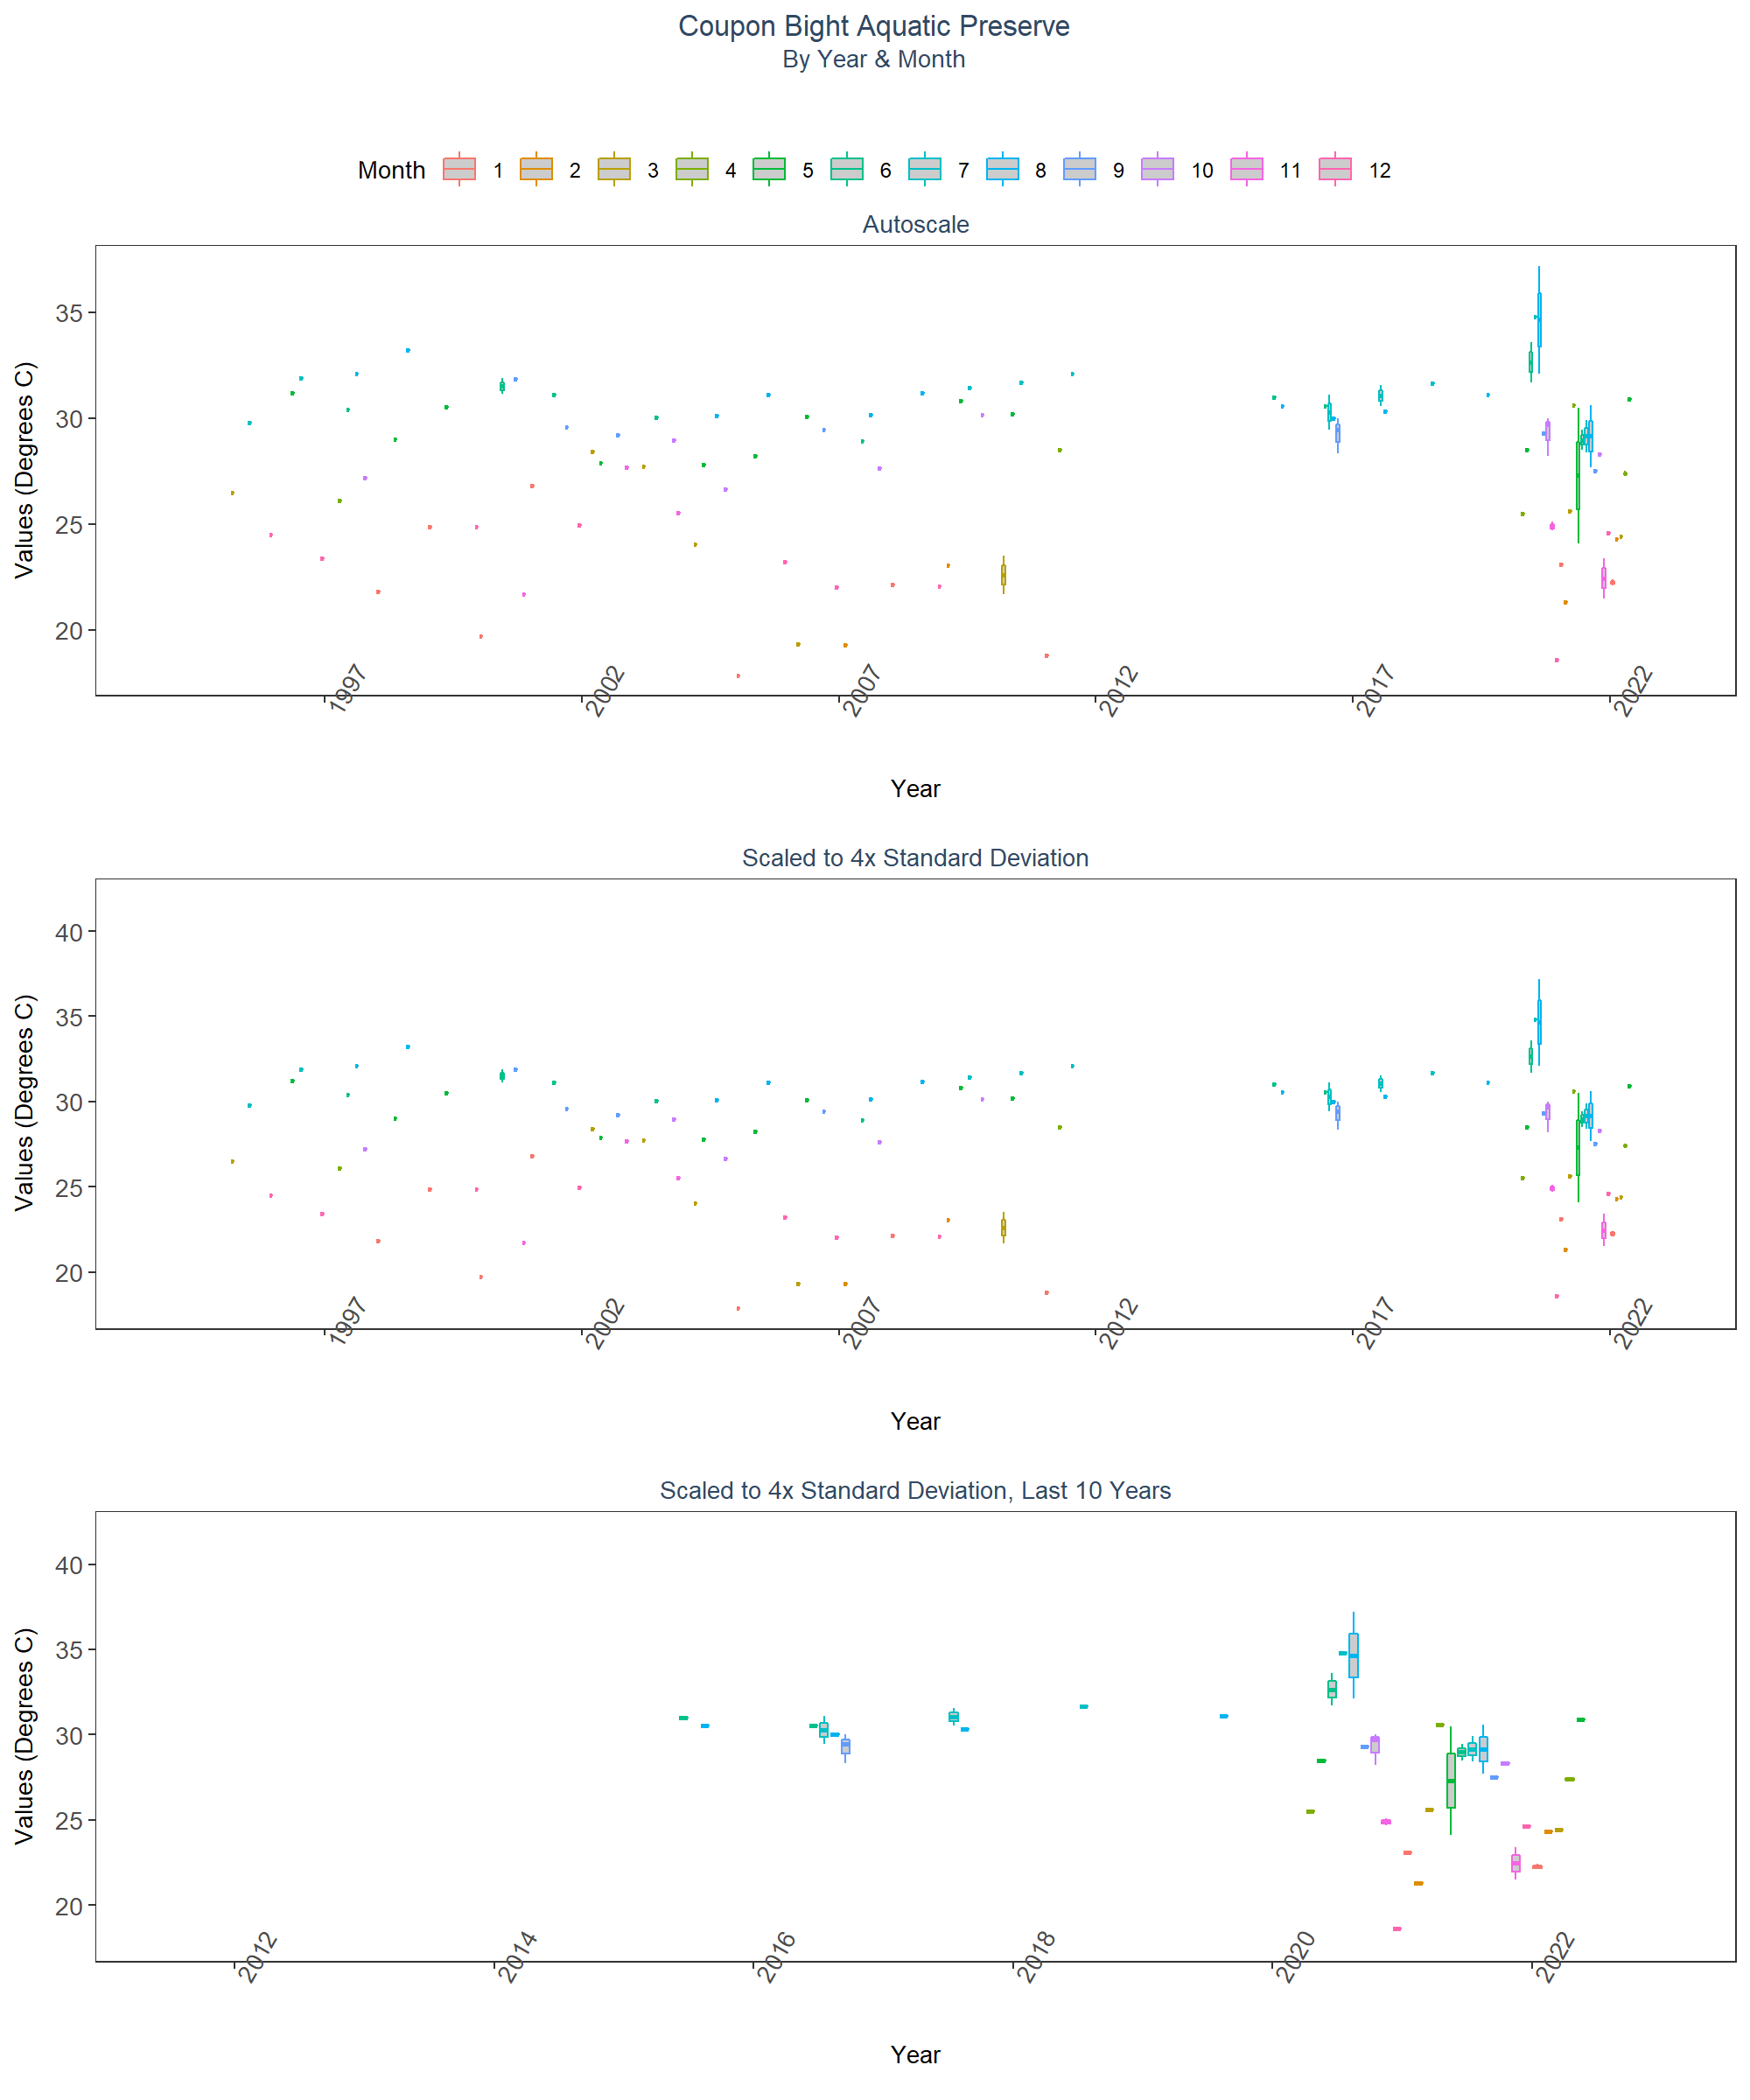 Coupon Bight Aquatic Preserve
By Year & Month
Month 1 2 3 4 5 6 7 8 9 10 11 12
Autoscale
Values (Degrees C)
35
30
25
20
1997 2002 2007 2012 2017 2022
Year
Scaled to 4x Standard Deviation
Values (Degrees C)
40
35
30
25
20
1997 2002 2007 2012 2017 2022
Year
Scaled to 4x Standard Deviation, Last 10 Years
Values (Degrees C)
40
35
30
25
20
2012 2014 2016 2018 2020 2022
Year